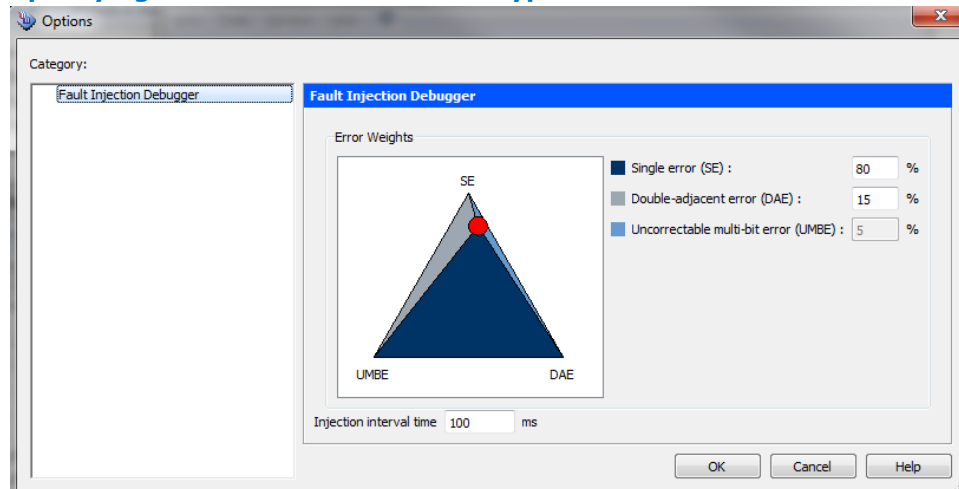 Options
Category:
Fault Injection Debugger
Fault Injection Debugger
Error Weights
SE
UMBE
DAE
Single error (SE) : 80 %
Double-adjacent error (DAE) : 15 %
Uncorrectable multi-bit error (UMBE) : 5 %
Injection interval time 100 ms
OK Cancel Help